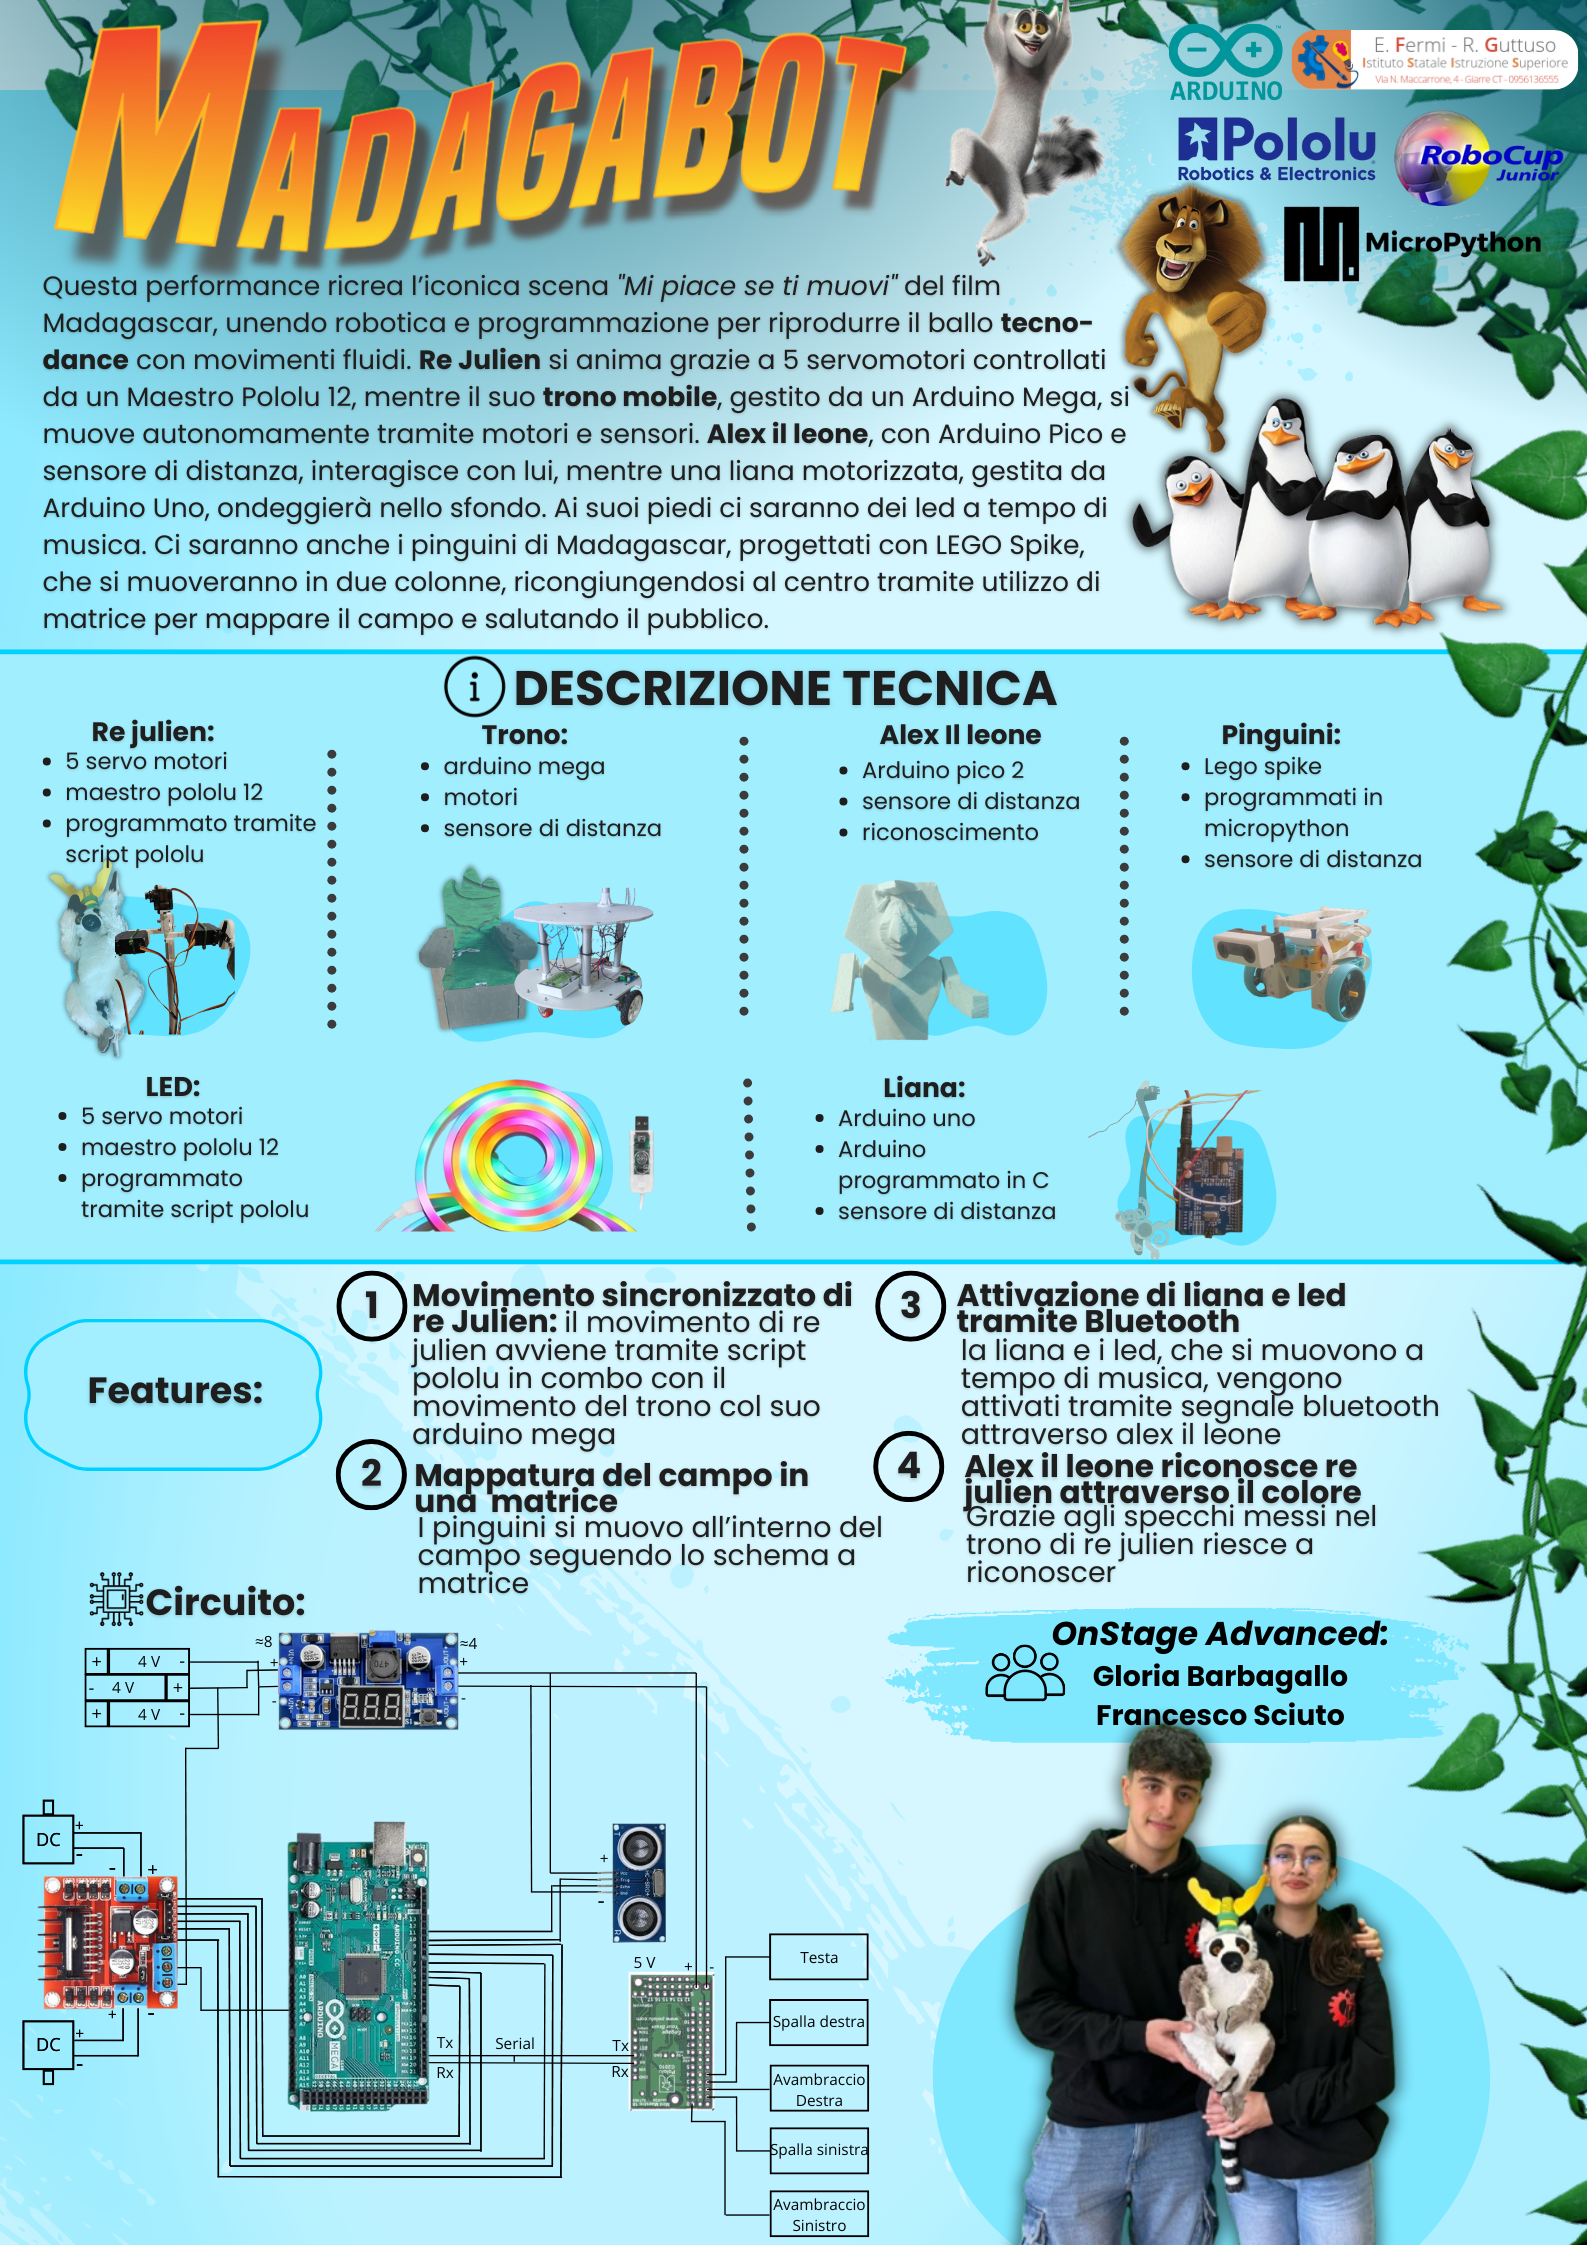 MADAGABOT
ARDUINO
E. Fermi - R. Guttuso
Istituto Statale Istruzione Superiore
Via N. Maccarrone, 4 - Giarre CT - 0956136555
Pololu
Robotics & Electronics
RoboCup
Junior
MicroPython
Questa performance ricrea l'iconica scena "Mi piace se ti muovi" del film
Madagascar, unendo robotica e programmazione per riprodurre il ballo tecno-
dance con movimenti fluidi. Re Julien si anima grazie a 5 servomotori controllati
da un Maestro Pololu 12, mentre il suo trono mobile, gestito da un Arduino Mega, si
muove autonomamente tramite motori e sensori. Alex il leone, con Arduino Pico e
sensore di distanza, interagisce con lui, mentre una liana motorizzata, gestita da
Arduino Uno, ondeggierà nello sfondo. Ai suoi piedi ci saranno dei led a tempo di
musica. Ci saranno anche i pinguini di Madagascar, progettati con LEGO Spike,
che si muoveranno in due colonne, ricongiungendosi al centro tramite utilizzo di
matrice per mappare il campo e salutando il pubblico.
i DESCRIZIONE TECNICA
Re julien:
• 5 servo motori
• maestro pololu 12
• programmato tramite
script pololu
Trono:
• arduino mega
• motori
• sensore di distanza
Alex Il leone
• Arduino pico 2
• sensore di distanza
• riconoscimento
Pinguini:
• Lego spike
• programmati in
micropython
• sensore di distanza
LED:
• 5 servo motori
• maestro pololu 12
• programmato
tramite script pololu
Liana:
• Arduino uno
• Arduino
programmato in C
• sensore di distanza
Features:
1 Movimento sincronizzato di
re Julien: il movimento di re
julien avviene tramite script
pololu in combo con il
movimento del trono col suo
arduino mega
2 Mappatura del campo in
una matrice
I pinguini si muovo all'interno del
campo seguendo lo schema a
matrice
3 Attivazione di liana e led
tramite Bluetooth
la liana e i led, che si muovono a
tempo di musica, vengono
attivati tramite segnale bluetooth
attraverso alex il leone
4 Alex il leone riconosce re
julien attraverso il colore
Grazie agli specchi messi nel
trono di re julien riesce a
riconoscer
Circuito:
+ 4 V -
- 4 V +
+ 4 V -
≈8
+
-
≈4
+
-
470
8.8.8.
DC
+
-
- +
DC
+
-
+ -
ARDUINO
MEGA
+
-
5 V + -
Tx
Rx
Serial
Tx
Rx
Testa
Spalla destra
Avambraccio
Destra
Spalla sinistra
Avambraccio
Sinistro
OnStage Advanced:
Gloria Barbagallo
Francesco Sciuto